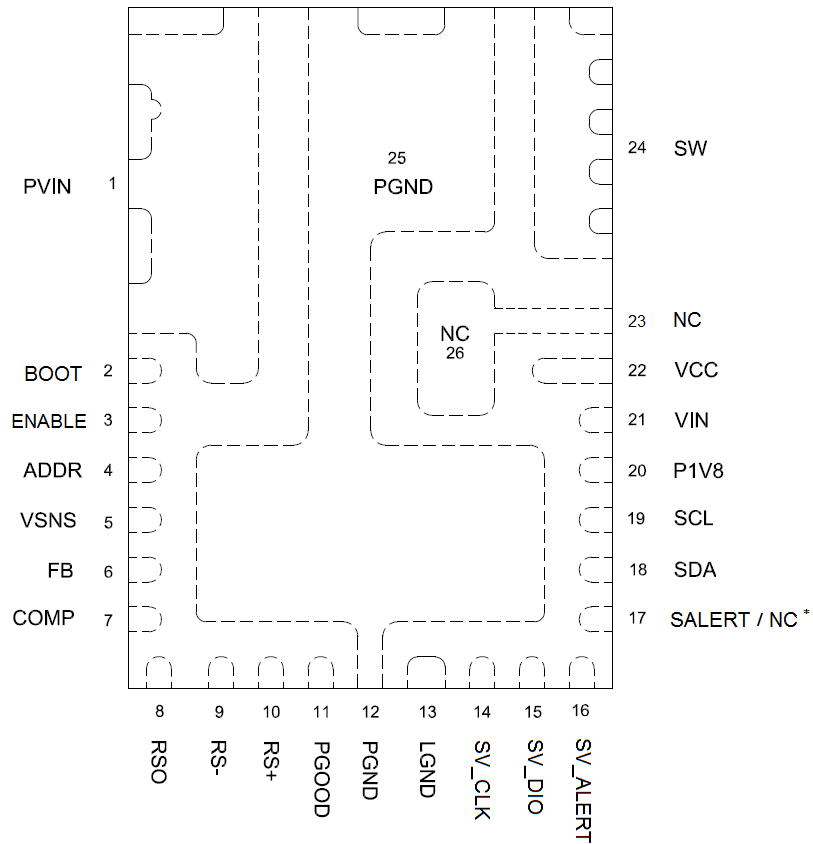 25
PGND
24 SW
PVIN 1
23 NC
NC
26
BOOT 2
22 VCC
ENABLE 3
21 VIN
ADDR 4
20 P1V8
VSNS 5
19 SCL
FB 6
18 SDA
COMP 7
17 SALERT / NC *
8 9 10 11 12 13 14 15 16
RSO
RS-
RS+
PGOOD
PGND
LGND
SV_CLK
SV_DIO
SV_ALERT